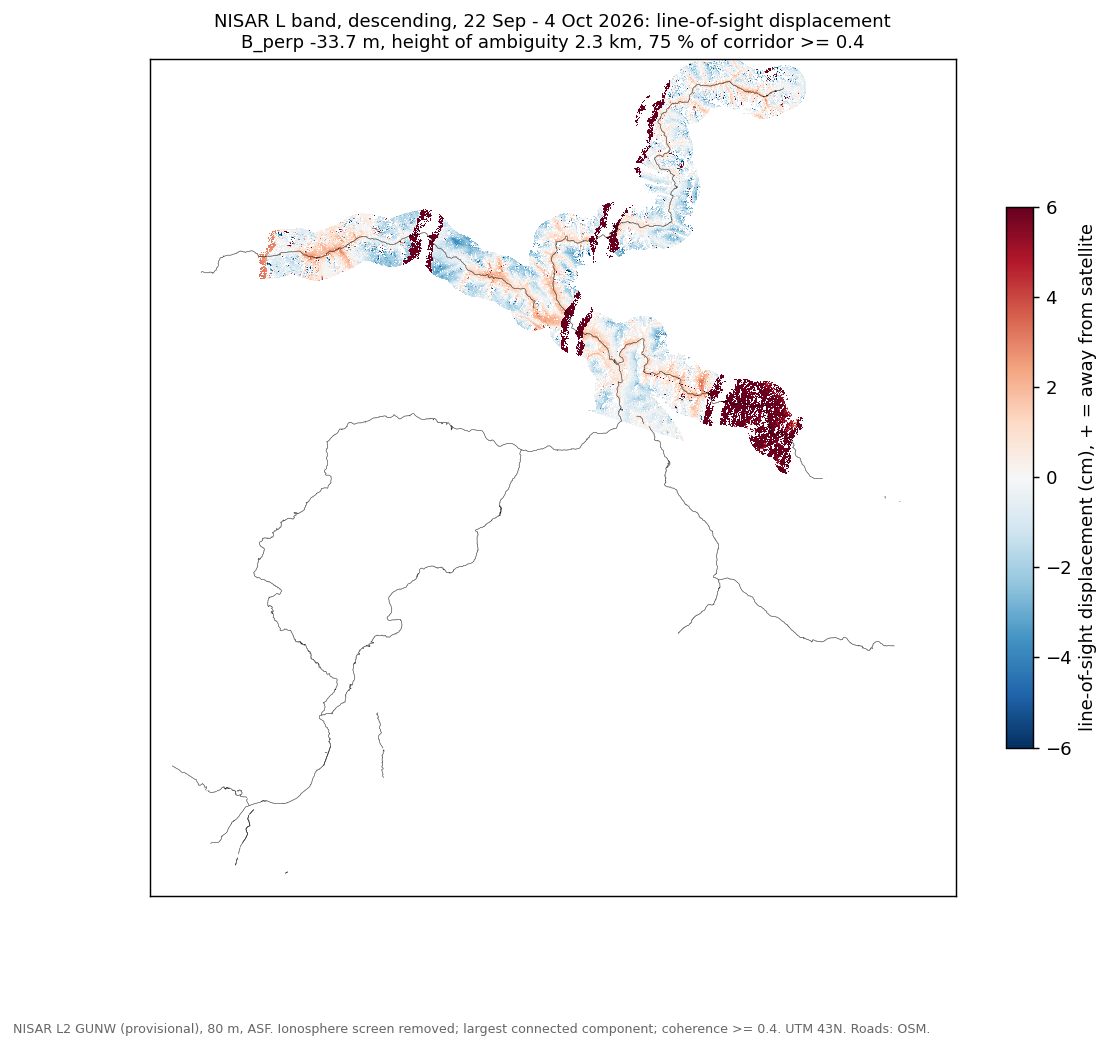 NISAR L band, descending, 22 Sep - 4 Oct 2026: line-of-sight displacement
B_perp -33.7 m, height of ambiguity 2.3 km, 75 % of corridor >= 0.4
6
4
2
0
−2
−4
−6
line-of-sight displacement (cm), + = away from satellite
NISAR L2 GUNW (provisional), 80 m, ASF. Ionosphere screen removed; largest connected component; coherence >= 0.4. UTM 43N. Roads: OSM.